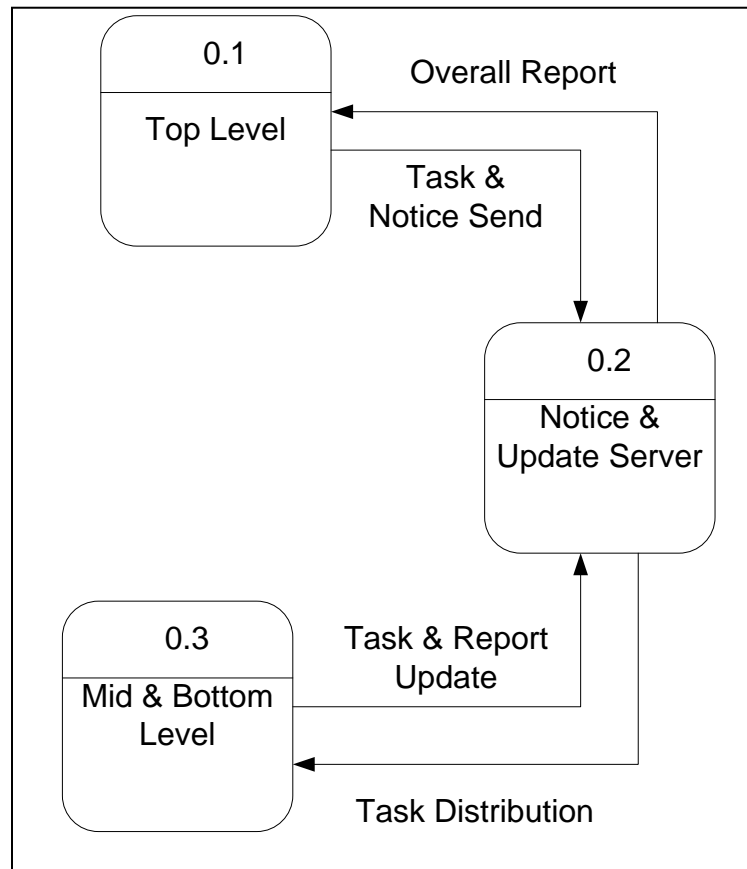 0.1
Top Level
Overall Report
Task &
Notice Send
0.2
Notice &
Update Server
0.3
Mid & Bottom
Level
Task & Report
Update
Task Distribution